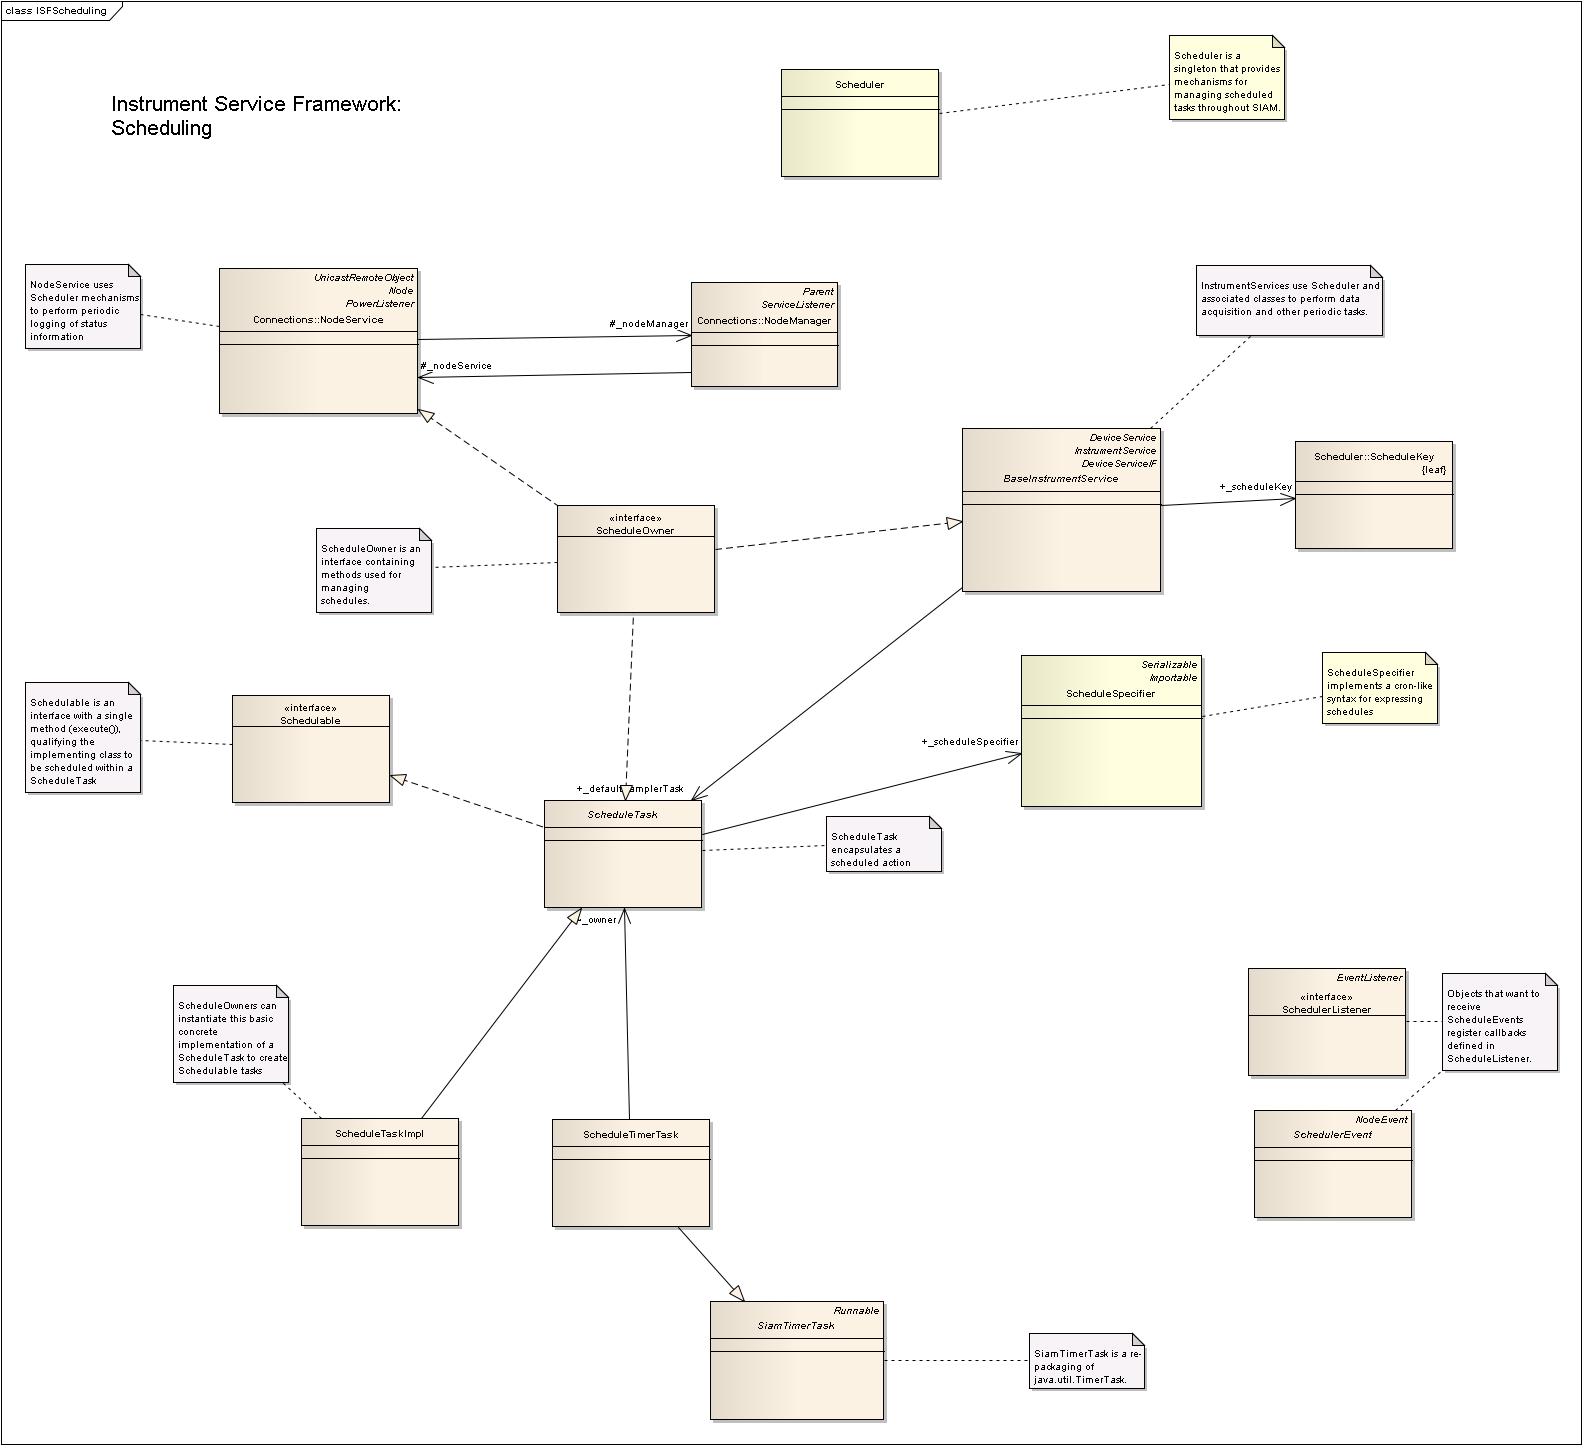 class ISFScheduling
Instrument Service Framework:
Scheduling
Scheduler
Scheduler is a
singleton that provides
mechanisms for
managing scheduled
tasks throughout SIAM.
NodeService uses
Scheduler mechanisms
to perform periodic
logging of status
information
UnicastRemoteObject
Node
PowerListener
Connections::NodeService
#_nodeManager
#_nodeService
Parent
ServiceListener
Connections::NodeManager
InstrumentServices use Scheduler and
associated classes to perform data
acquisition and other periodic tasks.
DeviceService
InstrumentService
DeviceServiceIF
BaseInstrumentService
+_scheduleKey
Scheduler::ScheduleKey
{leaf}
ScheduleOwner is an
interface containing
methods used for
managing
schedules.
«interface»
ScheduleOwner
Schedulable is an
interface with a single
method (execute()),
qualifying the
implementing class to
be scheduled within a
ScheduleTask
«interface»
Schedulable
Serializable
Importable
ScheduleSpecifier
ScheduleSpecifier
implements a cron-like
syntax for expressing
schedules
+_scheduleSpecifier
+_default amplerTask
ScheduleTask
ScheduleTask
encapsulates a
scheduled action
_owner
ScheduleOwners can
instantiate this basic
concrete
implementation of a
ScheduleTask to create
Schedulable tasks
ScheduleTaskImpl
ScheduleTimerTask
EventListener
«interface»
SchedulerListener
Objects that want to
receive
ScheduleEvents
register callbacks
defined in
ScheduleListener.
NodeEvent
SchedulerEvent
Runnable
SiamTimerTask
SiamTimerTask is a re-
packaging of
java.util.TimerTask.